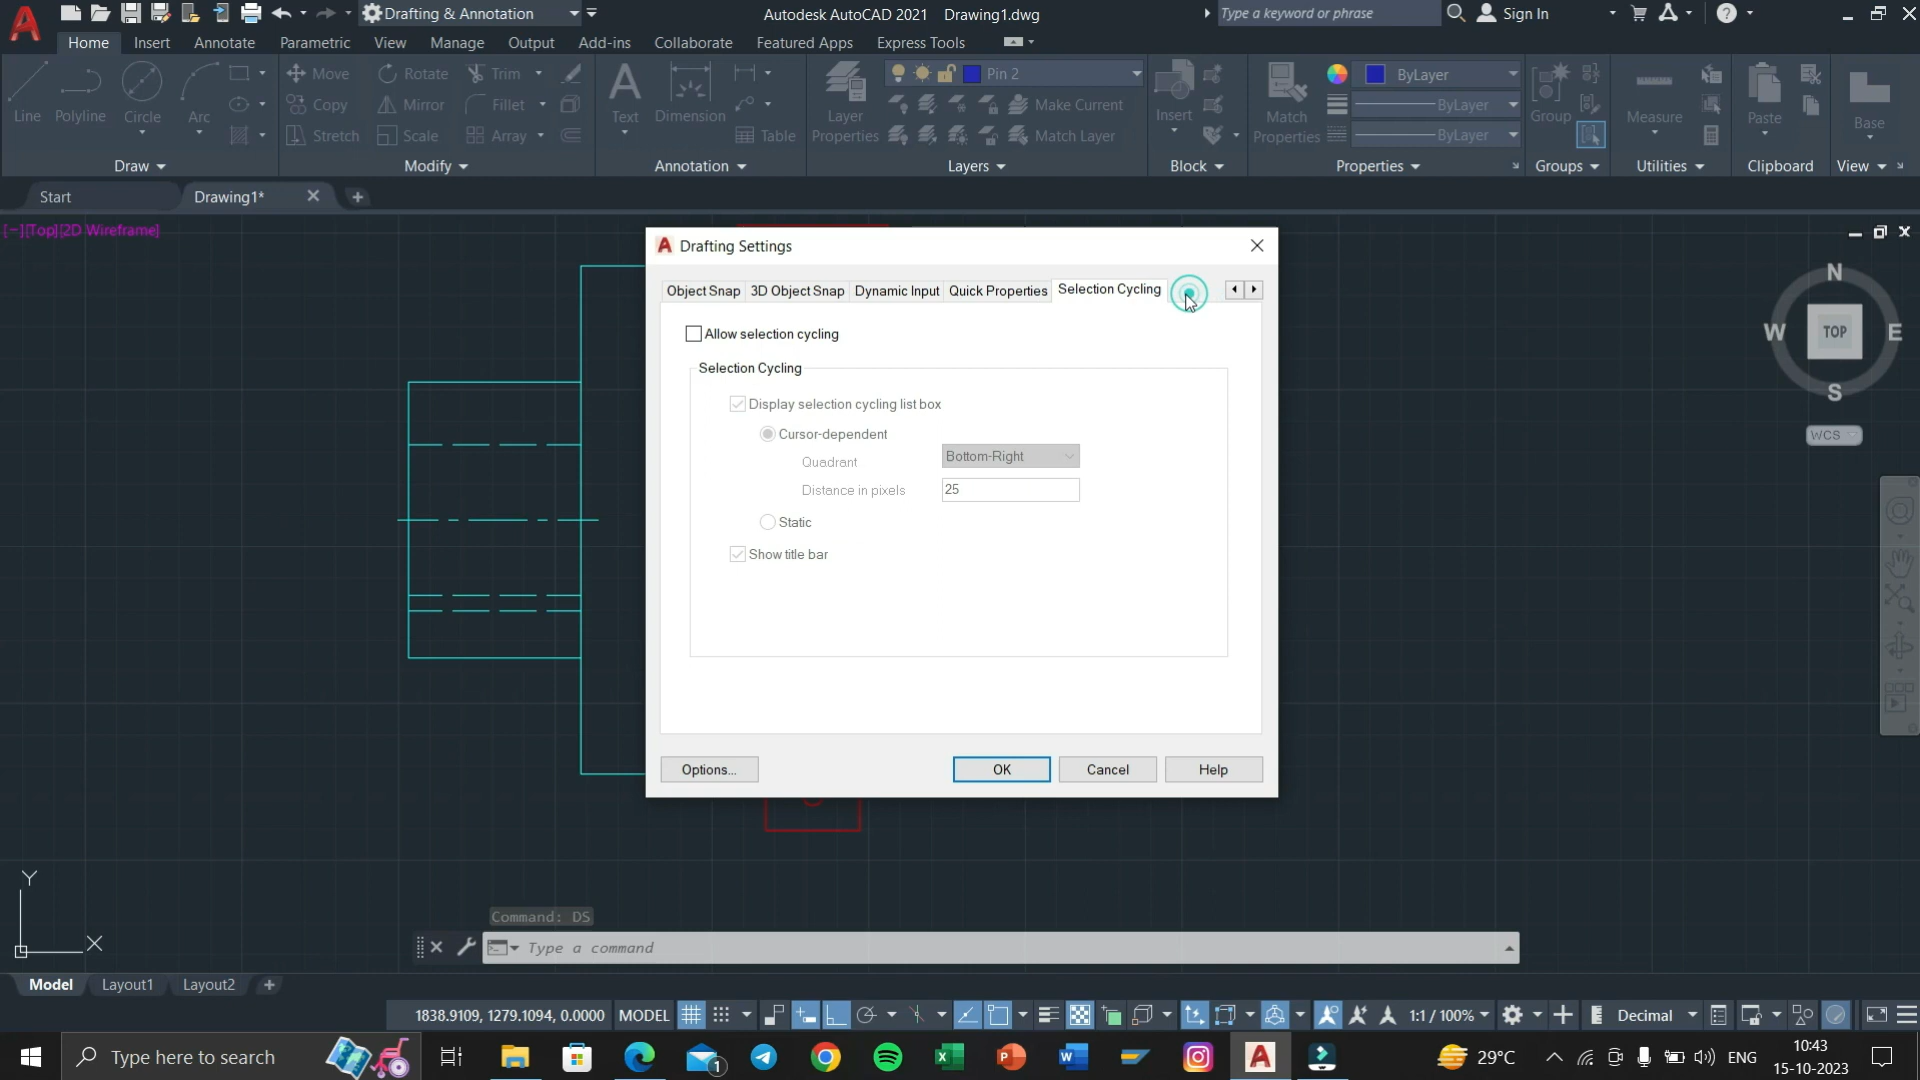 Drafting & Annotation
Autodesk AutoCAD 2021 Drawing1.dwg
Type a keyword or phrase
Sign In
Home Insert Annotate Parametric View Manage Output Add-ins Collaborate Featured Apps Express Tools
Line Polyline Circle Arc
Move Rotate Trim
Copy Mirror Fillet
Stretch Scale Array
Text Dimension Table
Layer Properties
Pin 2
Make Current
Match Layer
Insert
Match Properties
ByLayer
ByLayer
ByLayer
Group
Measure
Paste
Base
Draw Modify Annotation Layers Block Properties Groups Utilities Clipboard View
Start Drawing1*
[−][Top][2D Wireframe]
N
W TOP E
S
WCS
Drafting Settings
Object Snap 3D Object Snap Dynamic Input Quick Properties Selection Cycling
Allow selection cycling
Selection Cycling
Display selection cycling list box
Cursor-dependent
Quadrant Bottom-Right
Distance in pixels 25
Static
Show title bar
Options... OK Cancel Help
Y
X
Command: DS
Type a command
Model Layout1 Layout2
1838.9109, 1279.1094, 0.0000 MODEL 1:1 / 100% Decimal
Type here to search
1
29°C
ENG
10:43
15-10-2023